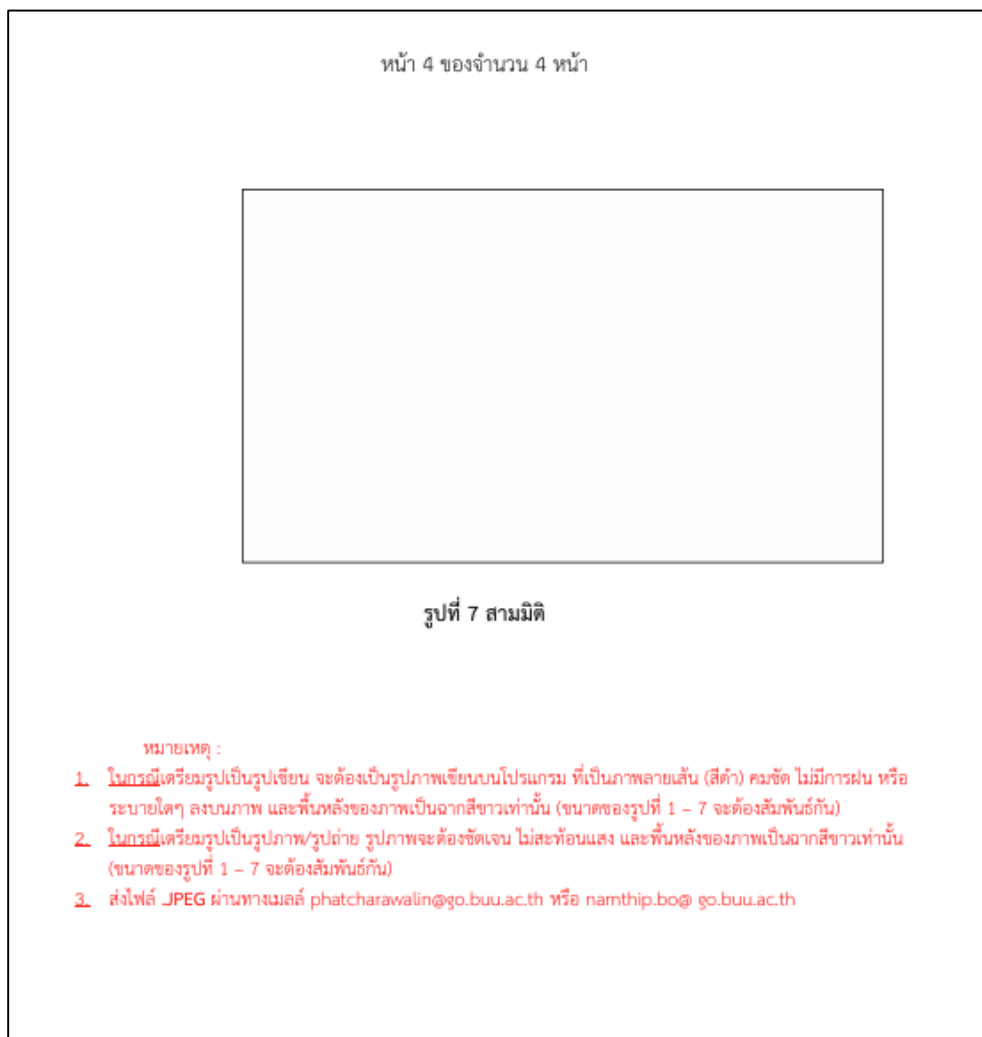 หน้า 4 ของจำนวน 4 หน้า
รูปที่ 7 สามมิติ
หมายเหตุ :
1. ในกรณีเตรียมรูปเป็นรูปเขียน จะต้องเป็นรูปภาพเขียนบนโปรแกรม ที่เป็นภาพลายเส้น (สีดำ) คมชัด ไม่มีการฝน หรือ
ระบายใดๆ ลงบนภาพ และพื้นหลังของภาพเป็นฉากสีขาวเท่านั้น (ขนาดของรูปที่ 1 – 7 จะต้องสัมพันธ์กัน)
2. ในกรณีเตรียมรูปเป็นรูปภาพ/รูปถ่าย รูปภาพจะต้องชัดเจน ไม่สะท้อนแสง และพื้นหลังของภาพเป็นฉากสีขาวเท่านั้น
(ขนาดของรูปที่ 1 – 7 จะต้องสัมพันธ์กัน)
3. ส่งไฟล์ .JPEG ผ่านทางเมลล์ phatcharawalin@go.buu.ac.th หรือ namthip.bo@ go.buu.ac.th